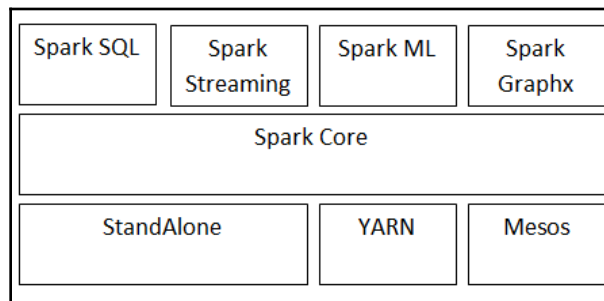 Spark SQL
Spark
Streaming
Spark ML
Spark
Graphx
Spark Core
StandAlone
YARN
Mesos